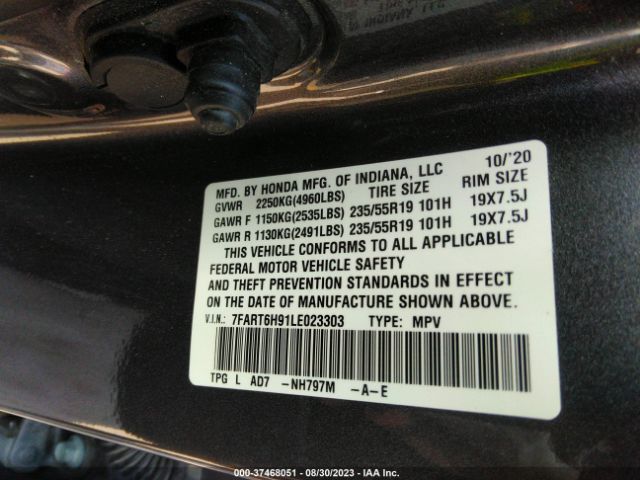 MFD. BY HONDA MFG. OF INDIANA, LLC 10/'20
GVWR 2250KG(4960LBS) TIRE SIZE RIM SIZE
GAWR F 1150KG(2535LBS) 235/55R19 101H 19X7.5J
GAWR R 1130KG(2491LBS) 235/55R19 101H 19X7.5J
THIS VEHICLE CONFORMS TO ALL APPLICABLE
FEDERAL MOTOR VEHICLE SAFETY
AND THEFT PREVENTION STANDARDS IN EFFECT
ON THE DATE OF MANUFACTURE SHOWN ABOVE.
V.I.N.: 7FART6H91LE023303 TYPE: MPV
TPG L AD7 -NH797M -A-E
000-37468051 - 08/30/2023 - IAA Inc.